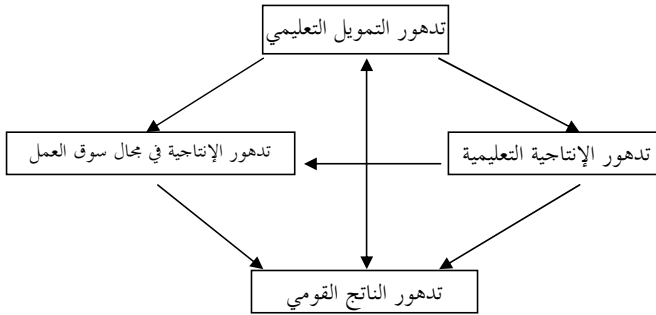 تدهور التمويل التعليمي
تدهور الإنتاجية التعليمية
تدهور الإنتاجية في مجال سوق العمل
تدهور الناتج القومي